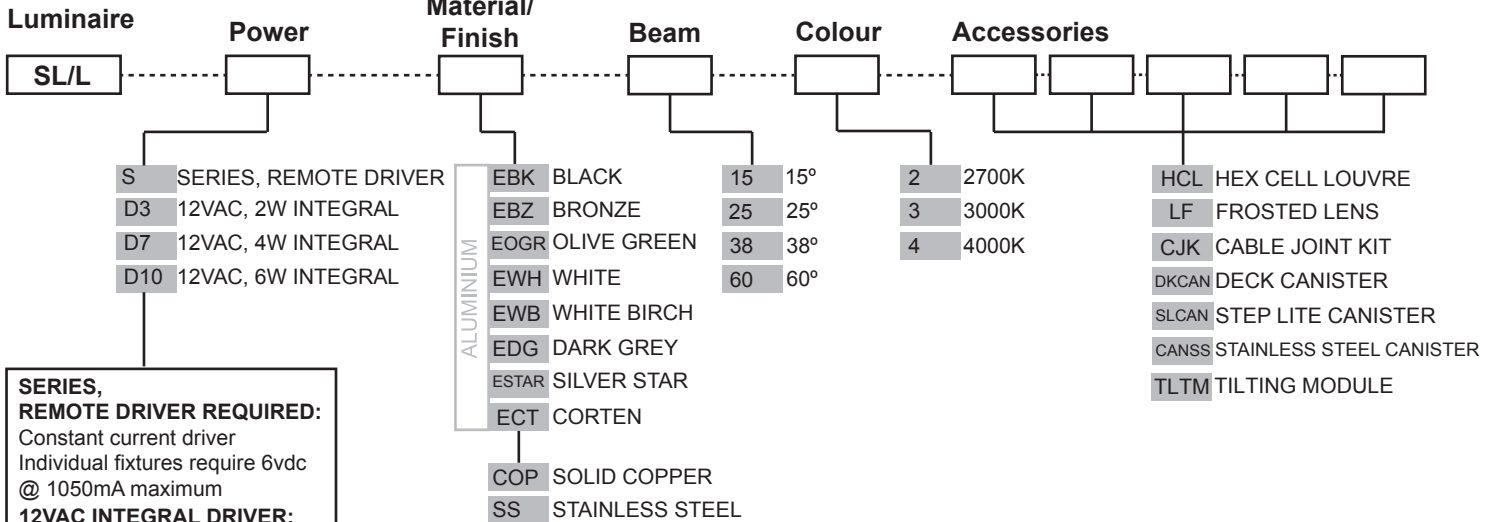 Luminaire
Power
Material/
Finish
Beam
Colour
Accessories
SL/L
S SERIES, REMOTE DRIVER
D3 12VAC, 2W INTEGRAL
D7 12VAC, 4W INTEGRAL
D10 12VAC, 6W INTEGRAL
SERIES,
REMOTE DRIVER REQUIRED:
Constant current driver
Individual fixtures require 6vdc
@ 1050mA maximum
12VAC INTEGRAL DRIVER:
ALUMINIUM
EBK BLACK
EBZ BRONZE
EOGR OLIVE GREEN
EWH WHITE
EWB WHITE BIRCH
EDG DARK GREY
ESTAR SILVER STAR
ECT CORTEN
COP SOLID COPPER
SS STAINLESS STEEL
15 15º
25 25º
38 38º
60 60º
2 2700K
3 3000K
4 4000K
HCL HEX CELL LOUVRE
LF FROSTED LENS
CJK CABLE JOINT KIT
DKCAN DECK CANISTER
SLCAN STEP LITE CANISTER
CANSS STAINLESS STEEL CANISTER
TLTM TILTING MODULE